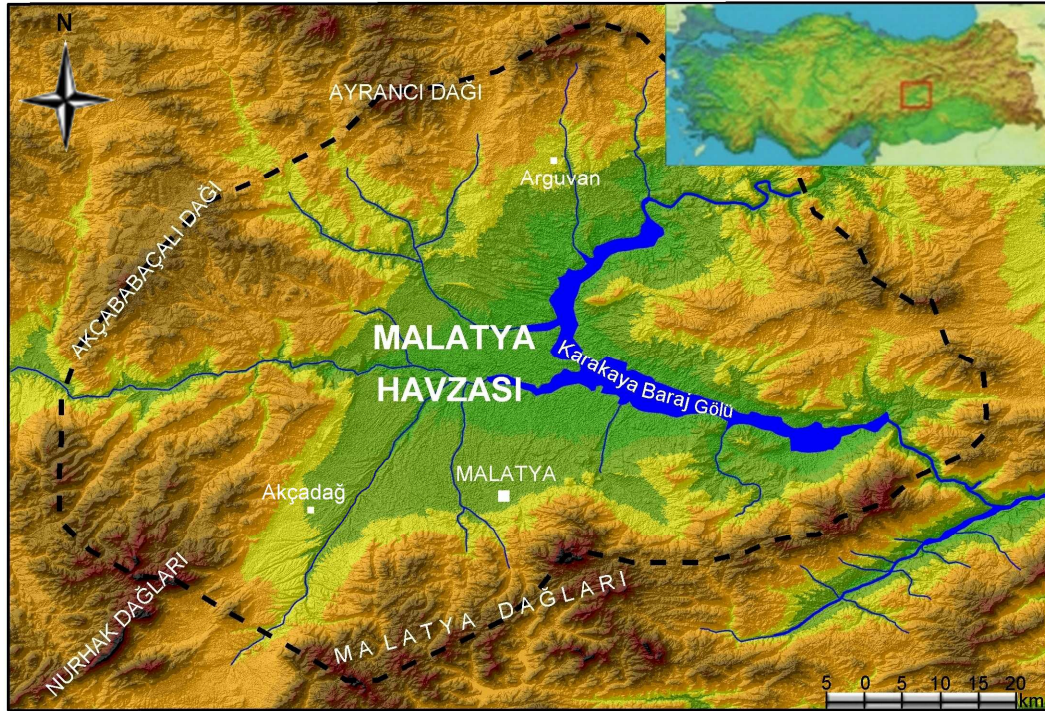 N
AYRANCI DAĞI
Arguvan
AKÇABABAÇALI DAĞI
MALATYA
HAVZASI
Karakaya Baraj Gölü
Akçadağ
MALATYA
NURHAK DAĞLARI
MALATYA DAĞLARI
5 0 5 10 15 20
km